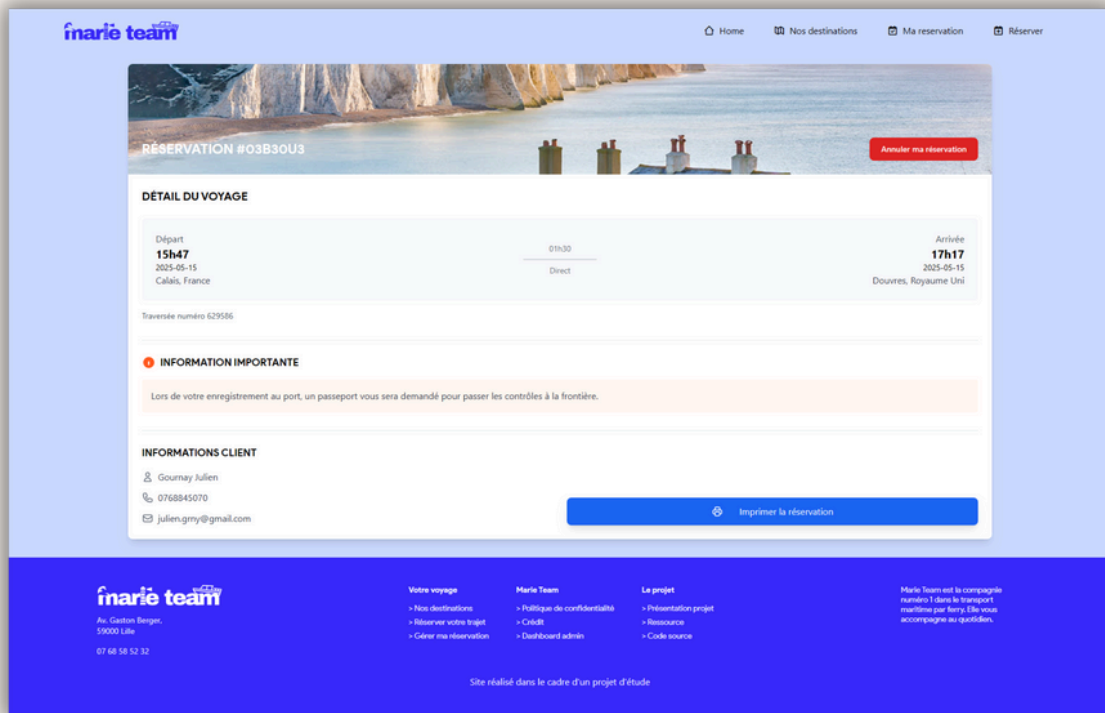 marie team
Home
Nos destinations
Ma reservation
Réserver
RÉSERVATION #03B30U3
Annuler ma réservation
DÉTAIL DU VOYAGE
Départ
15h47
2025-05-15
Calais, France
01h30
Direct
Arrivée
17h17
2025-05-15
Douvres, Royaume Uni
Traversée numéro 629586
INFORMATION IMPORTANTE
Lors de votre enregistrement au port, un passeport vous sera demandé pour passer les contrôles à la frontière.
INFORMATIONS CLIENT
Gournay Julien
0768845070
julien.grny@gmail.com
Imprimer la réservation
marie team
Av. Gaston Berger,
59000 Lille
07 68 58 52 32
Votre voyage
> Nos destinations
> Réserver votre trajet
> Gérer ma réservation
Marie Team
> Politique de confidentialité
> Crédit
> Dashboard admin
Le projet
> Présentation projet
> Ressource
> Code source
Marie Team est la compagnie
numéro 1 dans le transport
maritime par ferry. Elle vous
accompagne au quotidien.
Site réalisé dans le cadre d'un projet d'étude